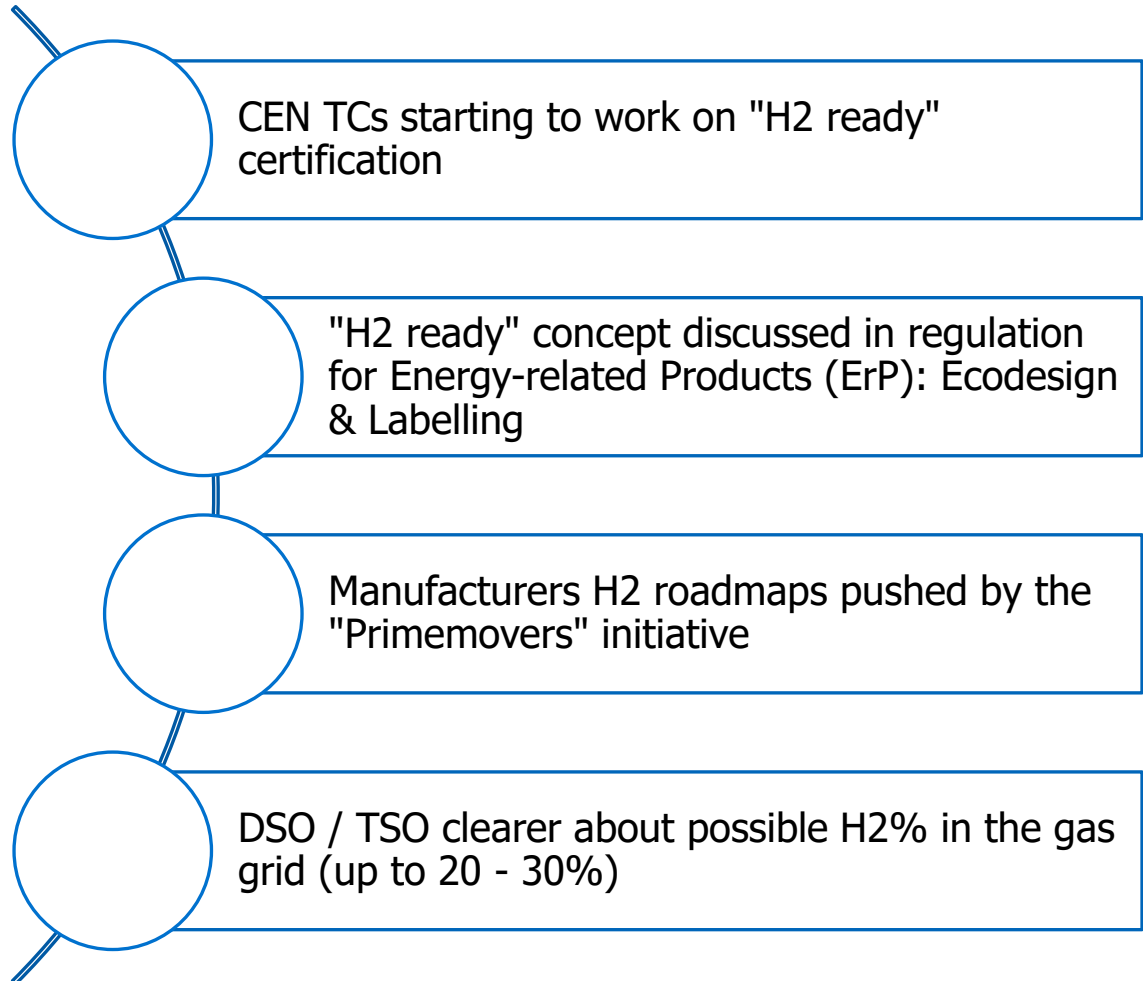 CEN TCs starting to work on "H2 ready"
certification
"H2 ready" concept discussed in regulation
for Energy-related Products (ErP): Ecodesign
& Labelling
Manufacturers H2 roadmaps pushed by the
"Primemovers" initiative
DSO / TSO clearer about possible H2% in the gas
grid (up to 20 - 30%)